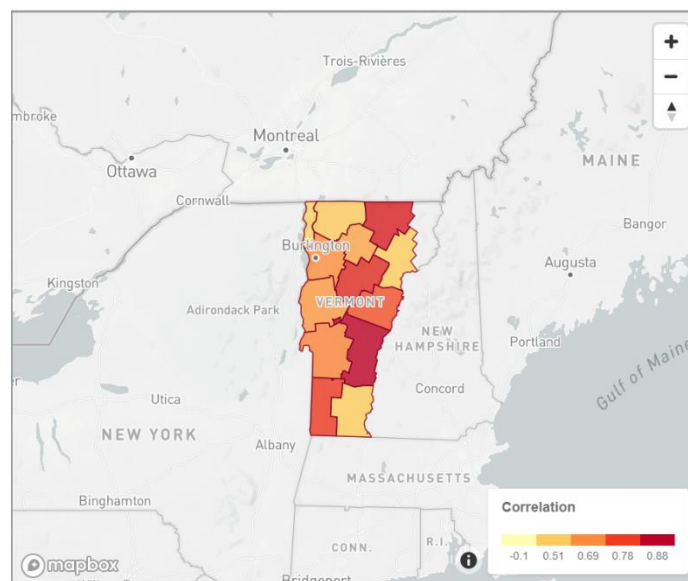 Trois-Rivières
mbroke
Montreal
Ottawa
MAINE
Cornwall
Bangor
Burlington
Augusta
Kingston
VERMONT
Adirondack Park
NEW
HAMPSHIRE
Portland
Gulf of Maine
Concord
Utica
NEW YORK
Albany
MASSACHUSETTS
Binghamton
Correlation
-0.1 0.51 0.69 0.78 0.88
CONN.
R.I.
mapbox
Bridgeport